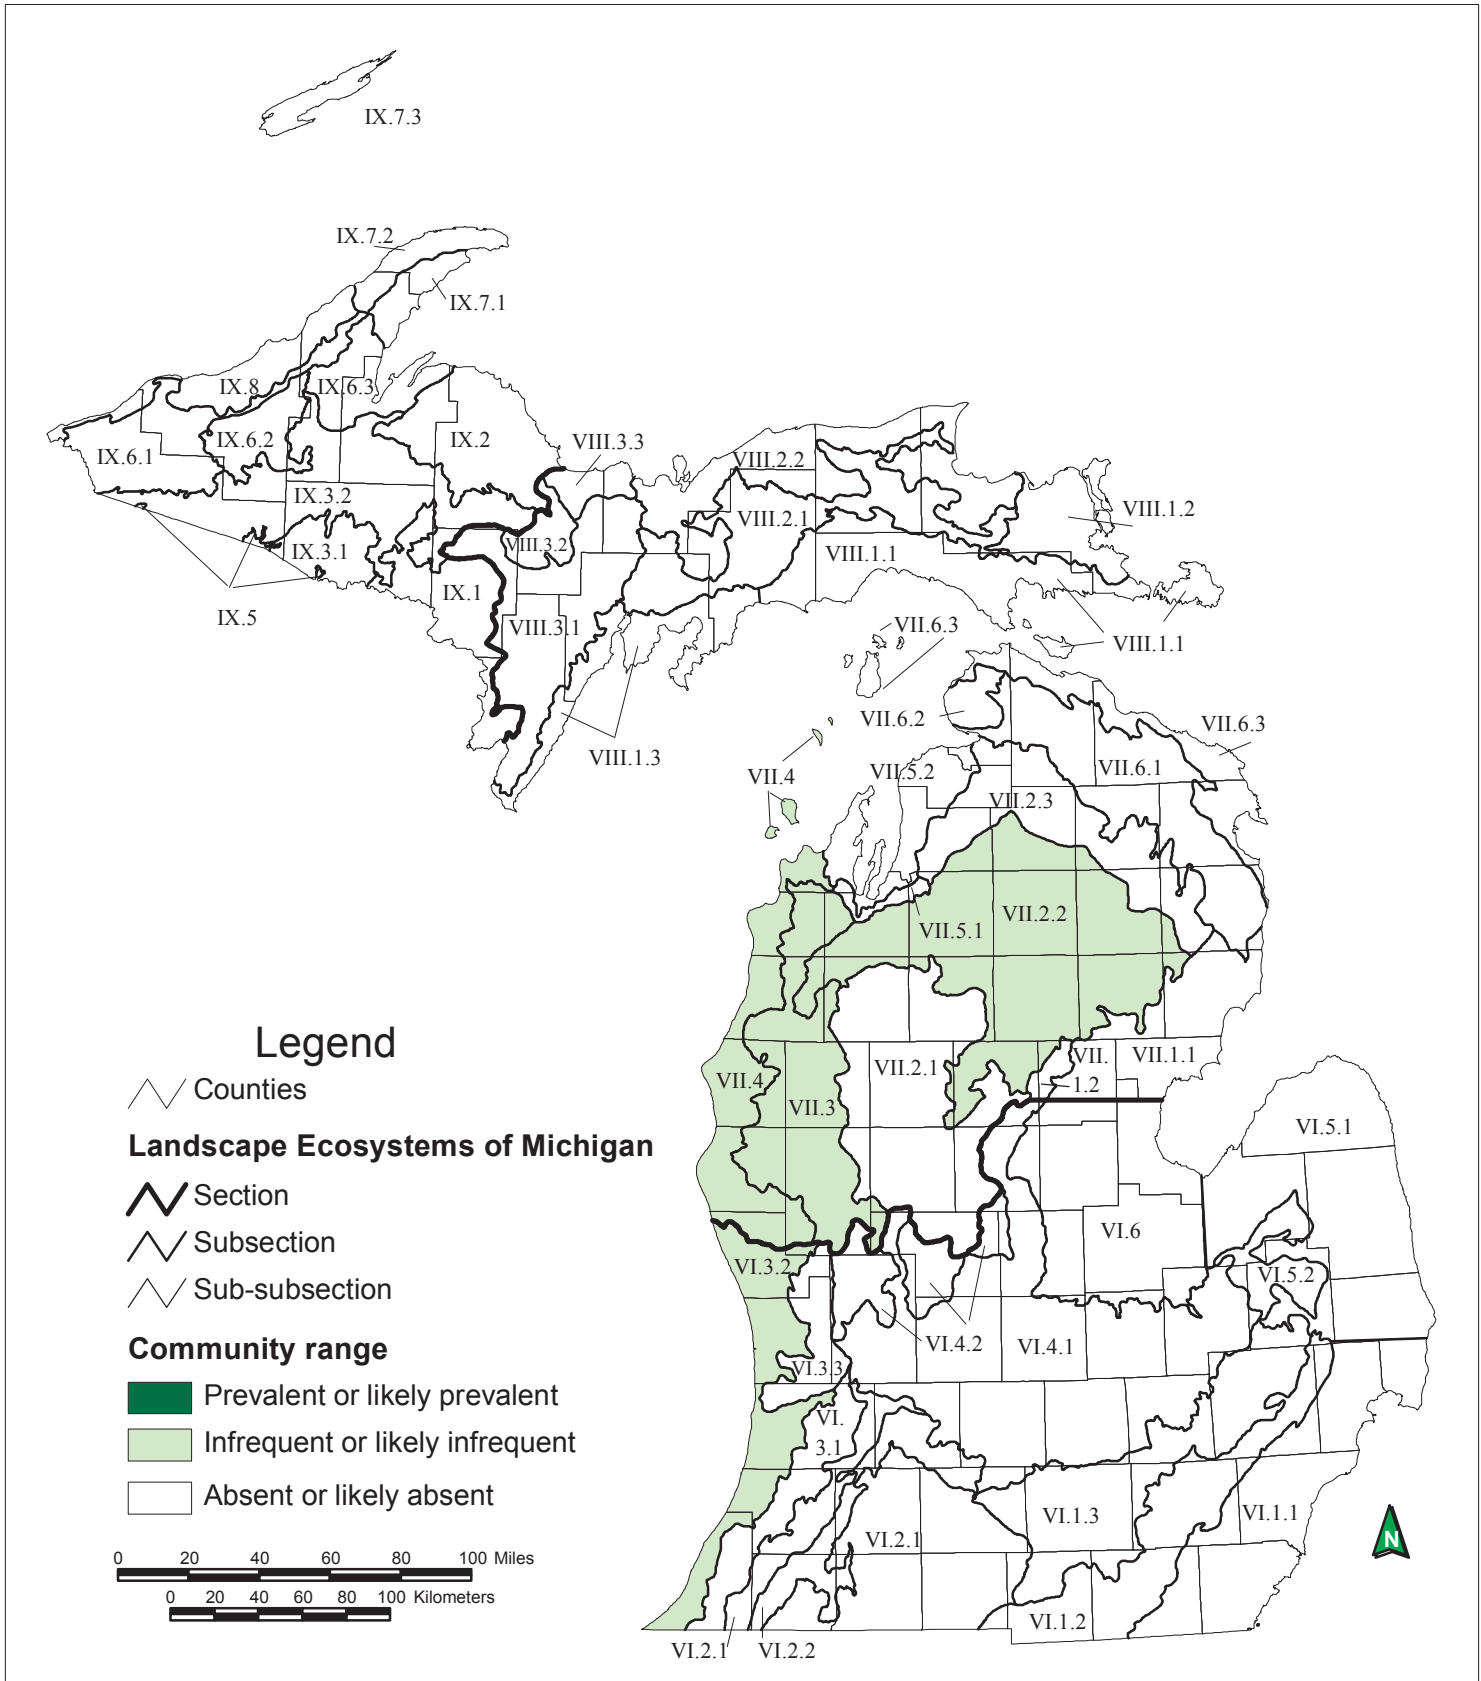 IX.7.3
IX.7.2
IX.7.1
IX.8
IX.6.3
IX.6.2
IX.6.1
IX.2
VIII.3.3
VIII.2.2
IX.3.2
VIII.2.1
VIII.1.2
IX.3.1
VIII.3.2
VIII.1.1
IX.1
IX.5
VIII.3.1
VII.6.3
VIII.1.1
VII.6.2
VII.6.3
VIII.1.3
VII.4
VII.5.2
VII.6.1
VII.2.3
VII.2.2
VII.5.1
Legend
Counties
Landscape Ecosystems of Michigan
Section
Subsection
Sub-subsection
Community range
Prevalent or likely prevalent
Infrequent or likely infrequent
Absent or likely absent
0 20 40 60 80 100 Miles
0 20 40 60 80 100 Kilometers
VII.2.1
VII.
1.2
VII.1.1
VII.4
VII.3
VI.5.1
VI.6
VI.3.2
VI.5.2
VI.4.2
VI.4.1
VI.3.3
VI.
3.1
VI.1.3
VI.1.1
VI.2.1
N
VI.1.2
VI.2.1
VI.2.2